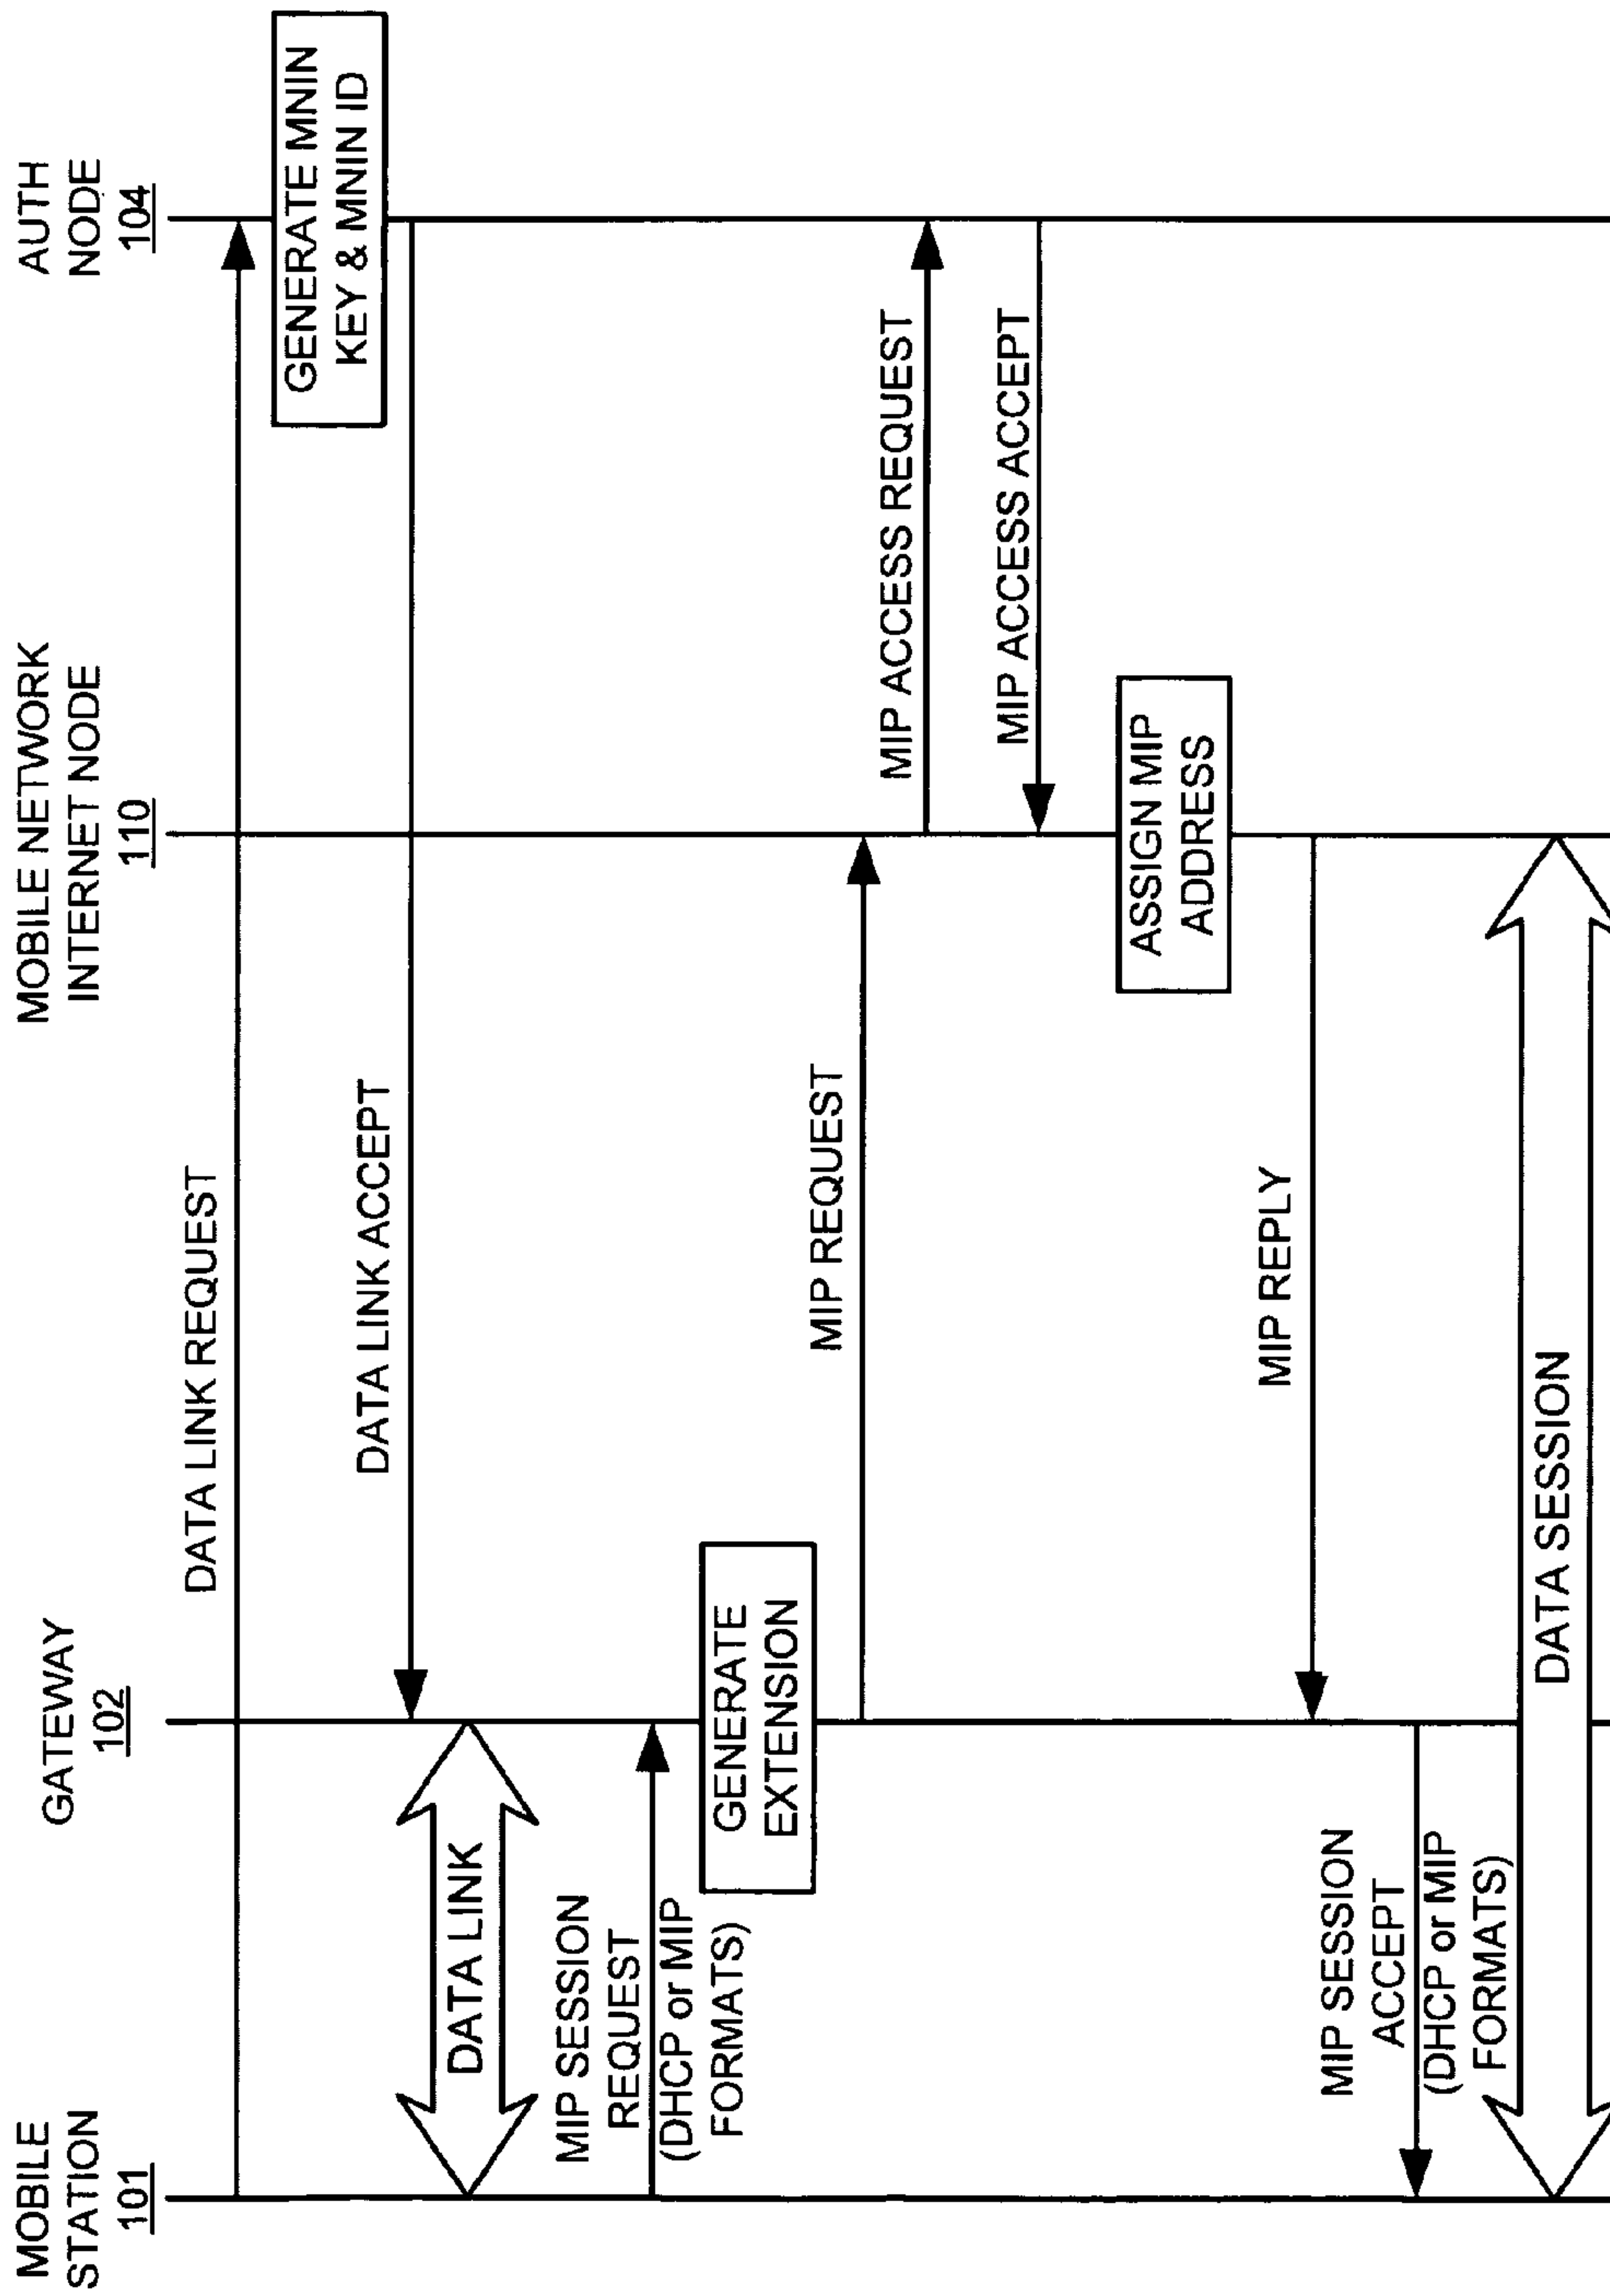 MOBILE
STATION
101
GATEWAY
102
MOBILE NETWORK
INTERNET NODE
110
AUTH
NODE
104
DATA LINK REQUEST
GENERATE MNIN
KEY & MNIN ID
DATA LINK ACCEPT
DATA LINK
MIP SESSION
REQUEST
(DHCP or MIP
FORMATS)
GENERATE
EXTENSION
MIP REQUEST
MIP ACCESS REQUEST
MIP ACCESS ACCEPT
ASSIGN MIP
ADDRESS
MIP REPLY
MIP SESSION
ACCEPT
(DHCP or MIP
FORMATS)
DATA SESSION